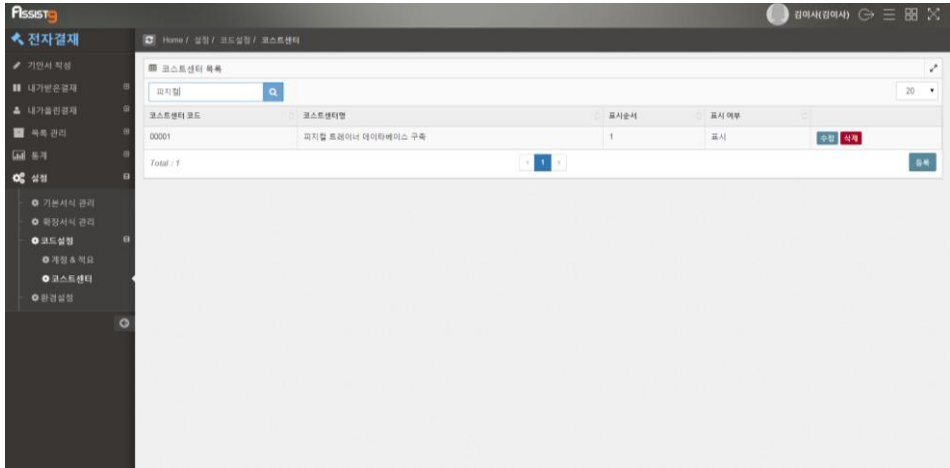 Assist9
김이사(김이사)
전자결재
Home / 설정 / 코드설정 / 코스트센터
기안서 작성
내가받은결재
내가올린결재
목록 관리
통계
설정
기본서식 관리
확장서식 관리
코드설정
계정 & 적요
코스트센터
환경설정
코스트센터 목록
피지컬
20
코스트센터 코드 코스트센터명 표시순서 표시 여부
00001 피지컬 트레이너 데이타베이스 구축 1 표시 수정 삭제
Total : 1 1 등록